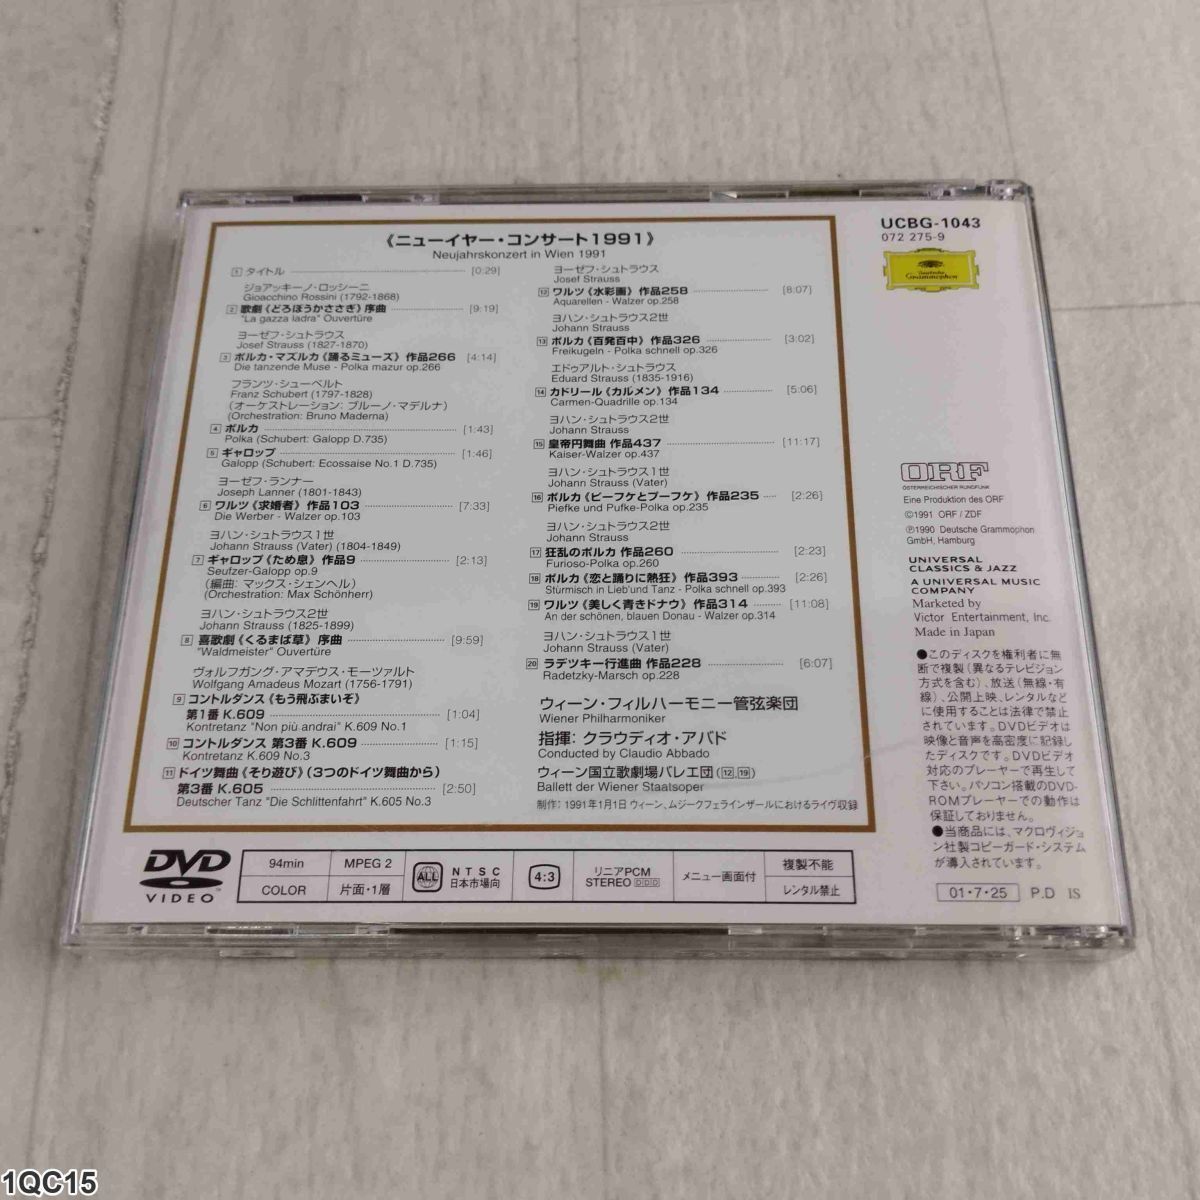 《ニューイヤー・コンサート1991》
Neujahrskonzert in Wien 1991
1 タイトル [0:29]
ジョアッキーノ・ロッシーニ
Gioacchino Rossini (1792-1868)
2 歌劇《どろぼうかささぎ》序曲 [9:19]
"La gazza ladra" Ouvertüre
ヨーゼフ・シュトラウス
Josef Strauss (1827-1870)
3 ポルカ・マズルカ《踊るミューズ》作品266 [4:14]
Die tanzende Muse - Polka mazur op.266
フランツ・シューベルト
Franz Schubert (1797-1828)
(オーケストレーション: ブルーノ・マデルナ)
(Orchestration: Bruno Maderna)
4 ポルカ [1:43]
Polka (Schubert: Galopp D.735)
5 ギャロップ [1:46]
Galopp (Schubert: Ecossaise No.1 D.735)
ヨーゼフ・ランナー
Joseph Lanner (1801-1843)
6 ワルツ《求婚者》作品103 [7:33]
Die Werber - Walzer op.103
ヨハン・シュトラウス1世
Johann Strauss (Vater) (1804-1849)
7 ギャロップ《ため息》作品9 [2:13]
Seufzer-Galopp op.9
(編曲: マックス・シェンヘル)
(Orchestration: Max Schönherr)
ヨハン・シュトラウス2世
Johann Strauss (1825-1899)
8 喜歌劇《くるまば草》序曲 [9:59]
"Waldmeister" Ouvertüre
ヴォルフガング・アマデウス・モーツァルト
Wolfgang Amadeus Mozart (1756-1791)
9 コントルダンス《もう飛ぶまいぞ》
第1番 K.609 [1:04]
Kontretanz "Non più andrai" K.609 No.1
10 コントルダンス 第3番 K.609 [1:15]
Kontretanz K.609 No.3
11 ドイツ舞曲《そり遊び》(3つのドイツ舞曲から)
第3番 K.605 [2:50]
Deutscher Tanz "Die Schlittenfahrt" K.605 No.3
ヨーゼフ・シュトラウス
Josef Strauss
12 ワルツ《水彩画》作品258 [8:07]
Aquarellen - Walzer op.258
ヨハン・シュトラウス2世
Johann Strauss
13 ポルカ《百発百中》作品326 [3:02]
Freikugeln - Polka schnell op.326
エドゥアルト・シュトラウス
Eduard Strauss (1835-1916)
14 カドリール《カルメン》作品134 [5:06]
Carmen-Quadrille op.134
ヨハン・シュトラウス2世
Johann Strauss
15 皇帝円舞曲 作品437 [11:17]
Kaiser-Walzer op.437
ヨハン・シュトラウス1世
Johann Strauss (Vater)
16 ポルカ《ピーフケとプーフケ》作品235 [2:26]
Piefke und Pufke-Polka op.235
ヨハン・シュトラウス2世
Johann Strauss
17 狂乱のポルカ 作品260 [2:23]
Furioso-Polka op.260
18 ポルカ《恋と踊りに熱狂》作品393 [2:26]
Stürmisch in Lieb'und Tanz - Polka schnell op.393
19 ワルツ《美しく青きドナウ》作品314 [11:08]
An der schönen, blauen Donau - Walzer op.314
ヨハン・シュトラウス1世
Johann Strauss (Vater)
20 ラデツキー行進曲 作品228 [6:07]
Radetzky-Marsch op.228
ウィーン・フィルハーモニー管弦楽団
Wiener Philharmoniker
指揮: クラウディオ・アバド
Conducted by Claudio Abbado
ウィーン国立歌劇場バレエ団 (12,19)
Ballett der Wiener Staatsoper
制作: 1991年1月1日 ウィーン、ムジークフェラインザールにおけるライヴ収録
UCBG-1043
072 275-9
Deutsche
Grammophon
ORF
ÖSTERREICHISCHER RUNDFUNK
Eine Produktion des ORF
©1991 ORF / ZDF
℗1990 Deutsche Grammophon
GmbH, Hamburg
UNIVERSAL
CLASSICS & JAZZ
A UNIVERSAL MUSIC
COMPANY
Marketed by
Victor Entertainment, Inc.
Made in Japan
●このディスクを権利者に無
断で複製(異なるテレビジョン
方式を含む)、放送(無線・有
線)、公開上映、レンタルなど
に使用することは法律で禁止
されています。DVDビデオは
映像と音声を高密度に記録し
たディスクです。DVDビデオ
対応のプレーヤーで再生して
下さい。パソコン搭載のDVD-
ROMプレーヤーでの動作は
保証しておりません。
●当商品には、マクロヴィジョ
ン社製コピーガード・システム
が導入されています。
01・7・25 P.D IS
DVD
VIDEO
94min
COLOR
MPEG 2
片面・1層
ALL
NTSC
日本市場向
4:3
リニアPCM
STEREO DDD
メニュー画面付
複製不能
レンタル禁止
1QC15